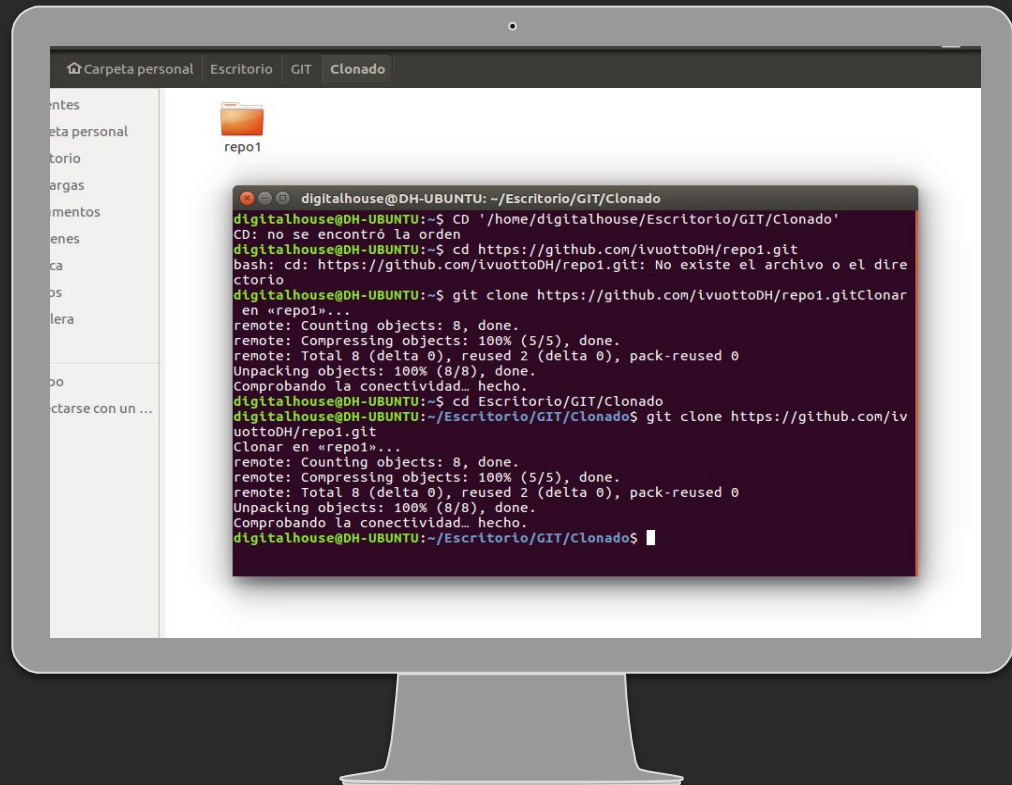 Carpeta personal Escritorio GIT Clonado
entes
eta personal
torio
argas
mentos
enes
ca
os
lera
oo
ectarse con un ...
repo1
digitalhouse@DH-UBUNTU: ~/Escritorio/GIT/Clonado
digitalhouse@DH-UBUNTU:~$ CD '/home/digitalhouse/Escritorio/GIT/Clonado'
CD: no se encontró la orden
digitalhouse@DH-UBUNTU:~$ cd https://github.com/ivuottoDH/repo1.git
bash: cd: https://github.com/ivuottoDH/repo1.git: No existe el archivo o el dire
ctorio
digitalhouse@DH-UBUNTU:~$ git clone https://github.com/ivuottoDH/repo1.gitClonar
 en «repo1»...
remote: Counting objects: 8, done.
remote: Compressing objects: 100% (5/5), done.
remote: Total 8 (delta 0), reused 2 (delta 0), pack-reused 0
Unpacking objects: 100% (8/8), done.
Comprobando la conectividad… hecho.
digitalhouse@DH-UBUNTU:~$ cd Escritorio/GIT/Clonado
digitalhouse@DH-UBUNTU:~/Escritorio/GIT/Clonado$ git clone https://github.com/iv
uottoDH/repo1.git
Clonar en «repo1»...
remote: Counting objects: 8, done.
remote: Compressing objects: 100% (5/5), done.
remote: Total 8 (delta 0), reused 2 (delta 0), pack-reused 0
Unpacking objects: 100% (8/8), done.
Comprobando la conectividad… hecho.
digitalhouse@DH-UBUNTU:~/Escritorio/GIT/Clonado$